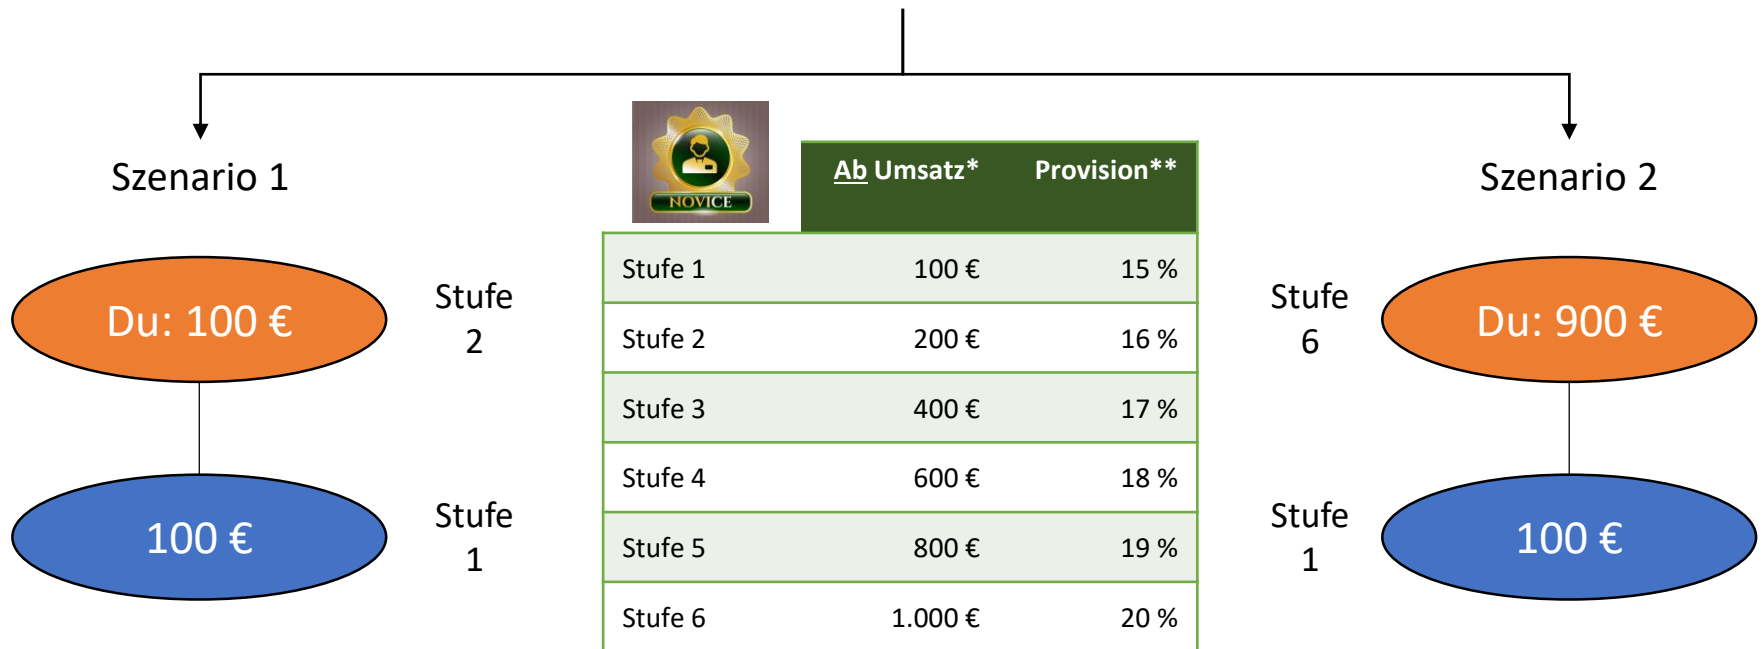 Szenario 1
Du: 100 €
Stufe
2
100 €
Stufe
1
NOVICE
Ab Umsatz* Provision**
Stufe 1 100 € 15 %
Stufe 2 200 € 16 %
Stufe 3 400 € 17 %
Stufe 4 600 € 18 %
Stufe 5 800 € 19 %
Stufe 6 1.000 € 20 %
Szenario 2
Stufe
6
Du: 900 €
Stufe
1
100 €